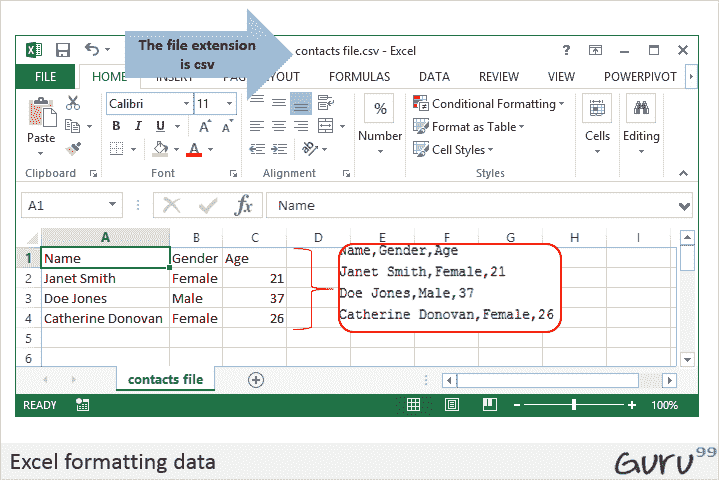 The file extension
is csv
contacts file.csv - Excel
?
FILE HOME INSERT PAGE LAYOUT FORMULAS DATA REVIEW VIEW POWERPIVOT
Paste
Calibri 11
B I U A A
A
%
Number
Conditional Formatting
Format as Table
Cell Styles
Cells
Editing
Clipboard Font Alignment Styles
A1 fx Name
A B C D E F G H I
1 Name Gender Age
2 Janet Smith Female 21
3 Doe Jones Male 37
4 Catherine Donovan Female 26
5
6
Name,Gender,Age
Janet Smith,Female,21
Doe Jones,Male,37
Catherine Donovan,Female,26
contacts file
READY 100%
Excel formatting data
Guru99